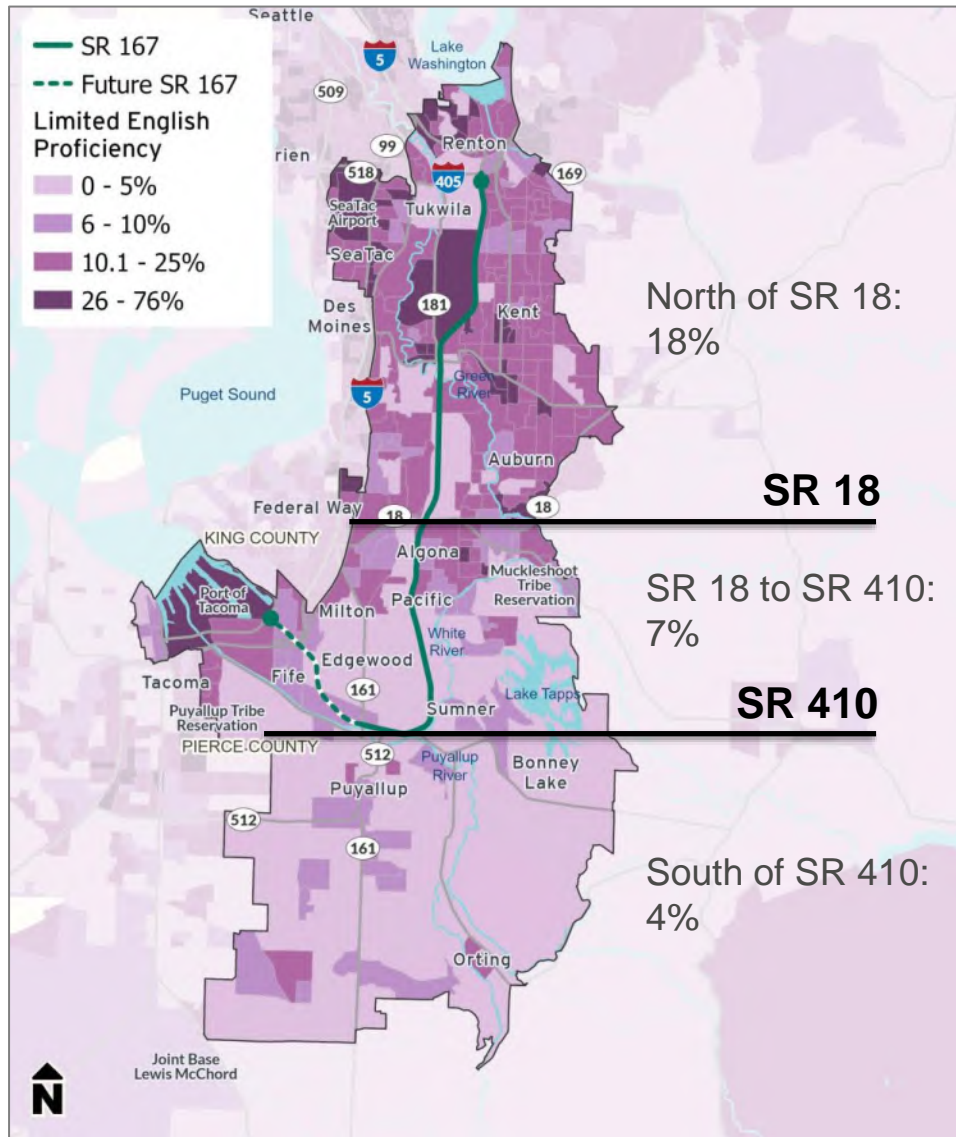 Seattle
SR 167
Future SR 167
Limited English
Proficiency
0 - 5%
6 - 10%
10.1 - 25%
26 - 76%
5
Lake
Washington
509
99
rien
Renton
518
405
169
SeaTac
Airport
Tukwila
SeaTac
181
Des
Moines
Kent
North of SR 18:
18%
Green
River
5
Puget Sound
Auburn
SR 18
Federal Way
18
18
KING COUNTY
Algona
Muckleshoot
Tribe
Reservation
SR 18 to SR 410:
7%
Port of
Tacoma
Milton
Pacific
White
River
Edgewood
Tacoma
Fife
161
Sumner
Lake Tapps
SR 410
Puyallup Tribe
Reservation
PIERCE COUNTY
512
Puyallup
River
Bonney
Lake
Puyallup
512
161
South of SR 410:
4%
Orting
Joint Base
Lewis McChord
N